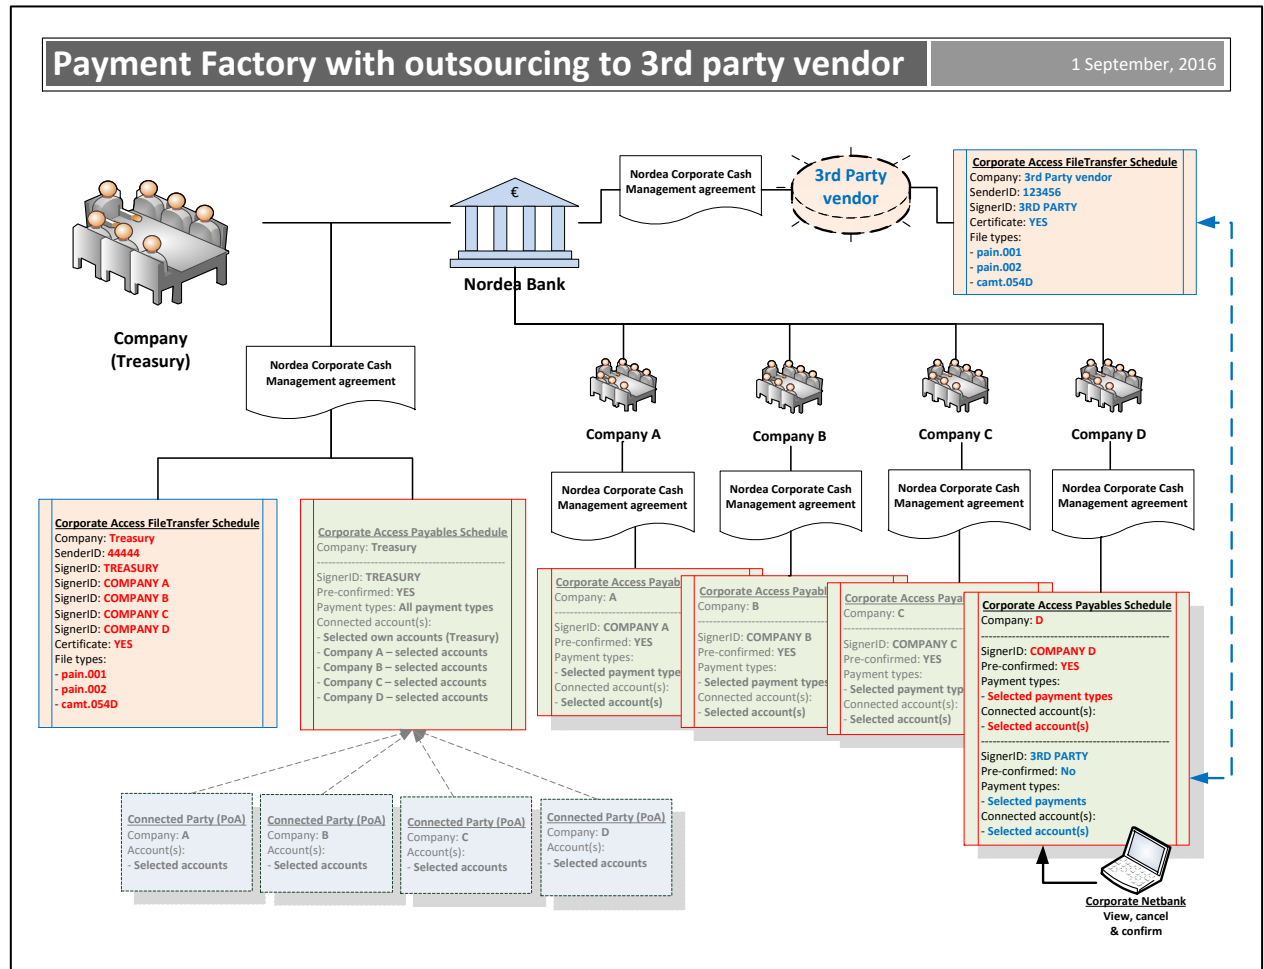 Payment Factory with outsourcing to 3rd party vendor
1 September, 2016
Company
(Treasury)
€
Nordea Bank
Nordea Corporate Cash
Management agreement
3rd Party
vendor
Corporate Access FileTransfer Schedule
Company: 3rd Party vendor
SenderID: 123456
SignerID: 3RD PARTY
Certificate: YES
File types:
- pain.001
- pain.002
- camt.054D
Nordea Corporate Cash
Management agreement
Company A
Company B
Company C
Company D
Nordea Corporate Cash
Management agreement
Nordea Corporate Cash
Management agreement
Nordea Corporate Cash
Management agreement
Nordea Corporate Cash
Management agreement
Corporate Access FileTransfer Schedule
Company: Treasury
SenderID: 44444
SignerID: TREASURY
SignerID: COMPANY A
SignerID: COMPANY B
SignerID: COMPANY C
SignerID: COMPANY D
Certificate: YES
File types:
- pain.001
- pain.002
- camt.054D
Corporate Access Payables Schedule
Company: Treasury
SignerID: TREASURY
Pre-confirmed: YES
Payment types: All payment types
Connected account(s):
- Selected own accounts (Treasury)
- Company A – selected accounts
- Company B – selected accounts
- Company C – selected accounts
- Company D – selected accounts
Corporate Access Payab
Company: A
SignerID: COMPANY A
Pre-confirmed: YES
Payment types:
- Selected payment type
Connected account(s):
- Selected account(s)
Corporate Access Payab
Company: B
SignerID: COMPANY B
Pre-confirmed: YES
Payment types:
- Selected payment types
Connected account(s):
- Selected account(s)
Corporate Access Paya
Company: C
SignerID: COMPANY C
Pre-confirmed: YES
Payment types:
- Selected payment typ
Connected account(s):
- Selected account(s)
Corporate Access Payables Schedule
Company: D
SignerID: COMPANY D
Pre-confirmed: YES
Payment types:
- Selected payment types
Connected account(s):
- Selected account(s)
SignerID: 3RD PARTY
Pre-confirmed: No
Payment types:
- Selected payments
Connected account(s):
- Selected account(s)
Connected Party (PoA)
Company: A
Account(s):
- Selected accounts
Connected Party (PoA)
Company: B
Account(s):
- Selected accounts
Connected Party (PoA)
Company: C
Account(s):
- Selected accounts
Connected Party (PoA)
Company: D
Account(s):
- Selected accounts
Corporate Netbank
View, cancel
& confirm